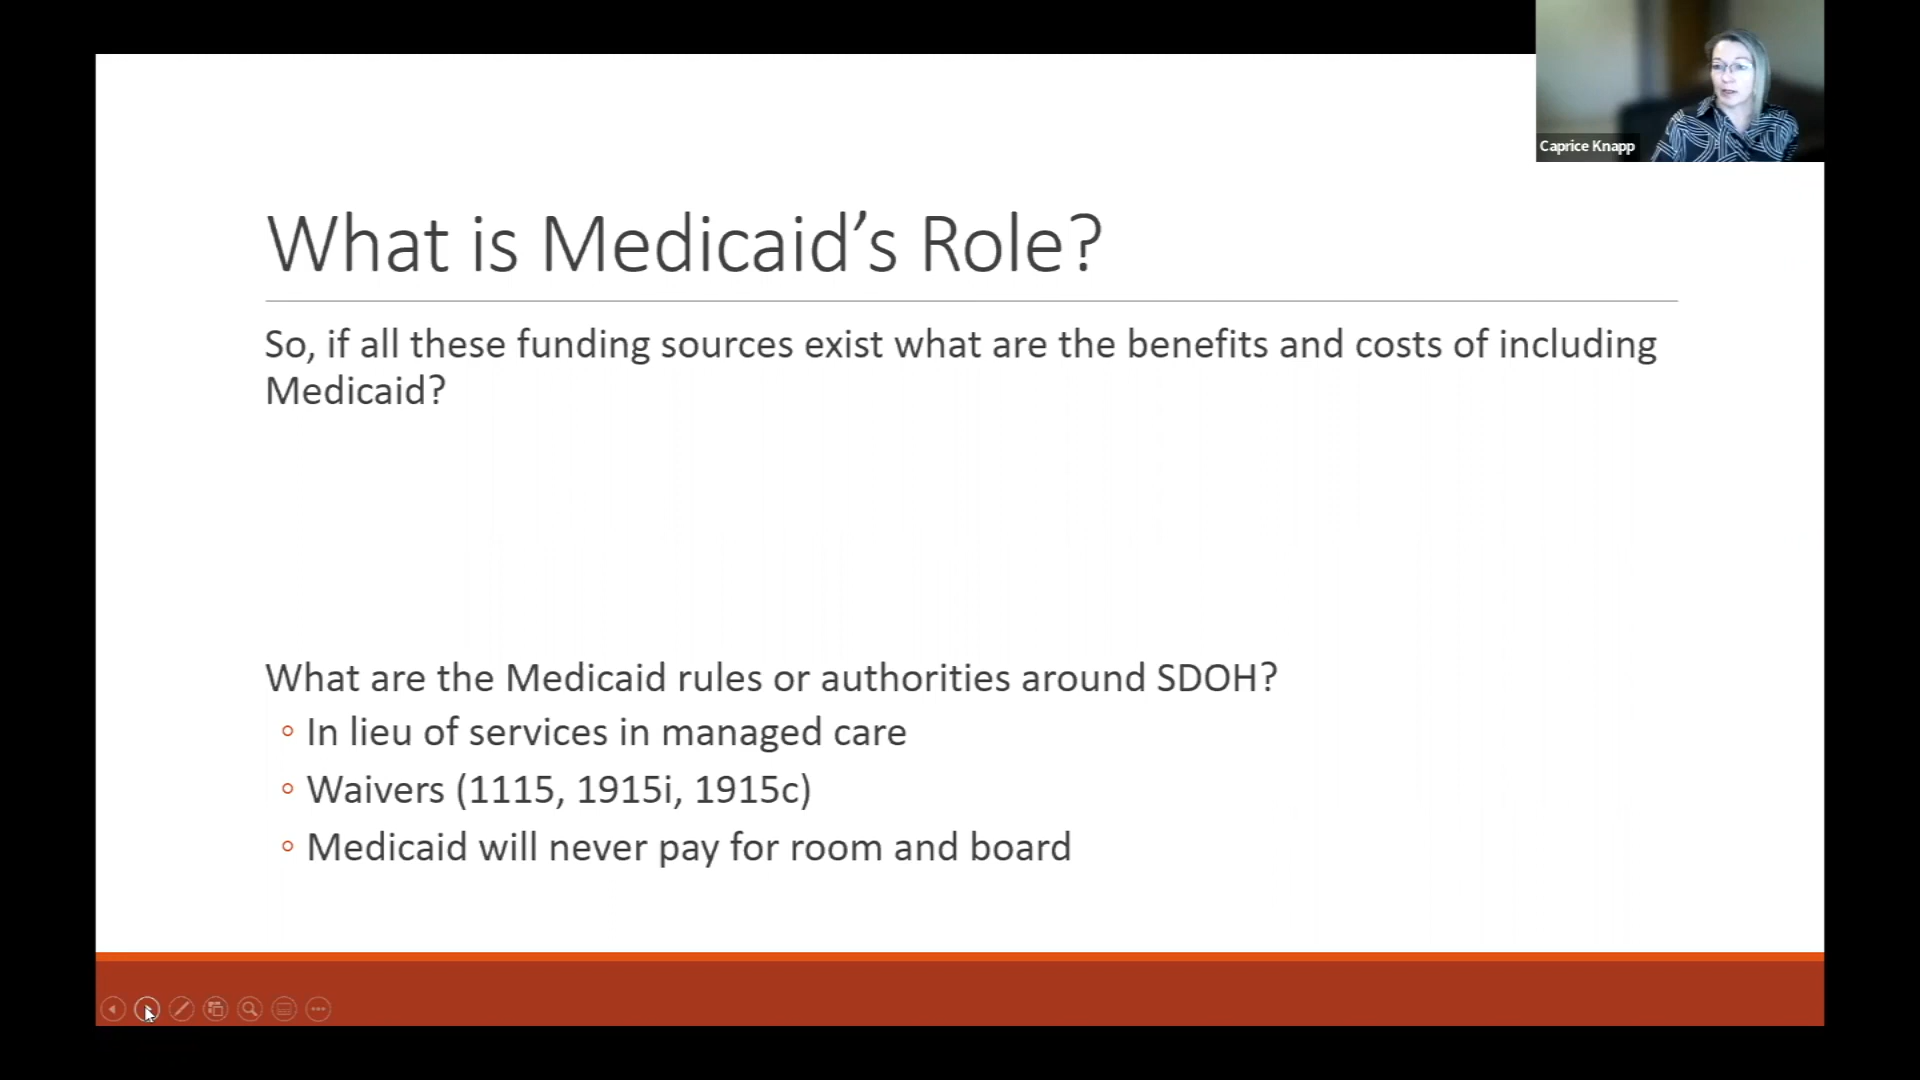 Caprice Knapp
What is Medicaid’s Role?
So, if all these funding sources exist what are the benefits and costs of including
Medicaid?
What are the Medicaid rules or authorities around SDOH?
◦ In lieu of services in managed care
◦ Waivers (1115, 1915i, 1915c)
◦ Medicaid will never pay for room and board